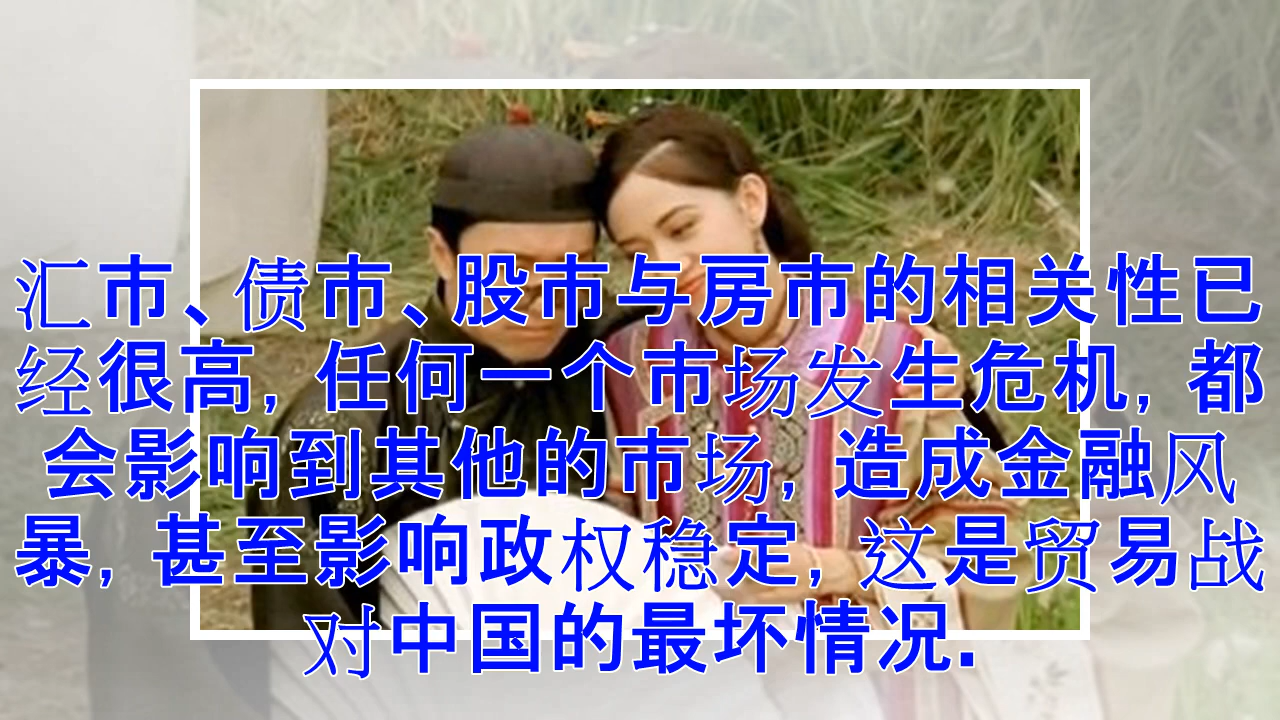 汇市、债市、股市与房市的相关性已
经很高, 任何一个市场发生危机, 都
会影响到其他的市场, 造成金融风
暴, 甚至影响政权稳定, 这是贸易战
对中国的最坏情况.